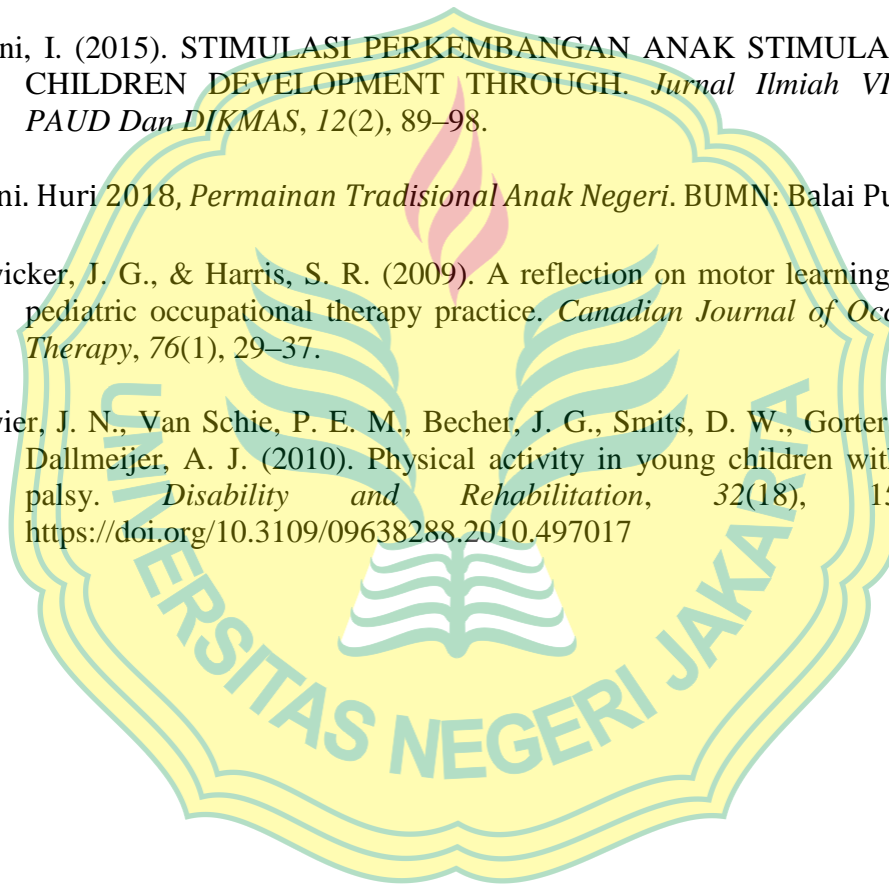 ni, I. (2015). STIMULASI PERKEMBANGAN ANAK STIMULA
CHILDREN DEVELOPMENT THROUGH. Jurnal Ilmiah VI
PAUD Dan DIKMAS, 12(2), 89–98.
ni. Huri 2018, Permainan Tradisional Anak Negeri. BUMN: Balai Pu
icker, J. G., & Harris, S. R. (2009). A reflection on motor learning
pediatric occupational therapy practice. Canadian Journal of Occ
Therapy, 76(1), 29–37.
ier, J. N., Van Schie, P. E. M., Becher, J. G., Smits, D. W., Gorter
Dallmeijer, A. J. (2010). Physical activity in young children with
palsy. Disability and Rehabilitation, 32(18), 15
https://doi.org/10.3109/09638288.2010.497017
UNIVERSITAS NEGERI JAKARTA